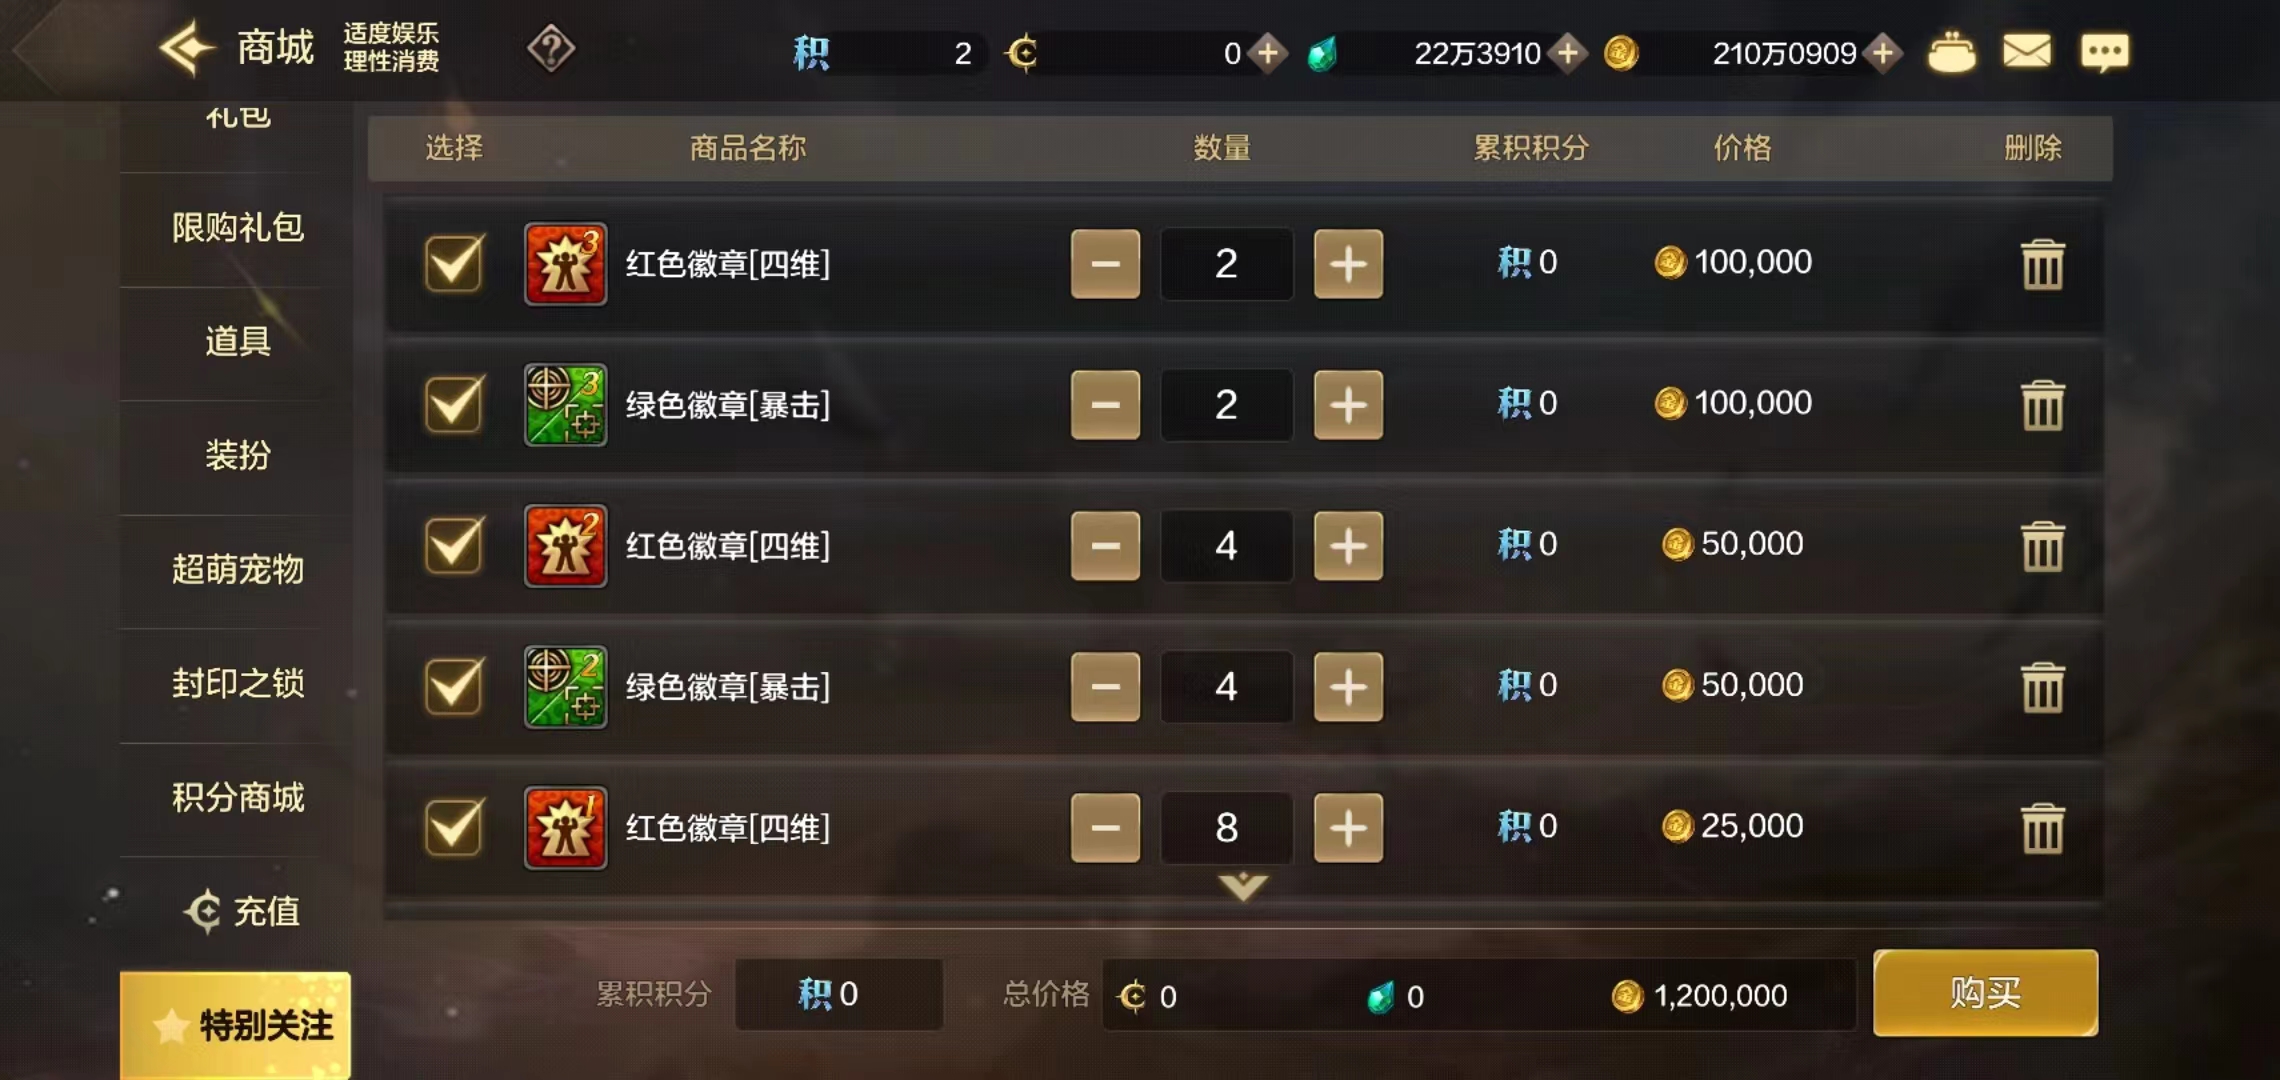 商城
适度娱乐
理性消费
积 2
0
22万3910
210万0909
礼包
限购礼包
道具
装扮
超萌宠物
封印之锁
积分商城
充值
特别关注
选择 商品名称 数量 累积积分 价格 删除
3 红色徽章[四维] 2 积0 100,000
3 绿色徽章[暴击] 2 积0 100,000
2 红色徽章[四维] 4 积0 50,000
2 绿色徽章[暴击] 4 积0 50,000
1 红色徽章[四维] 8 积0 25,000
累积积分 积0 总价格 0 0 1,200,000 购买